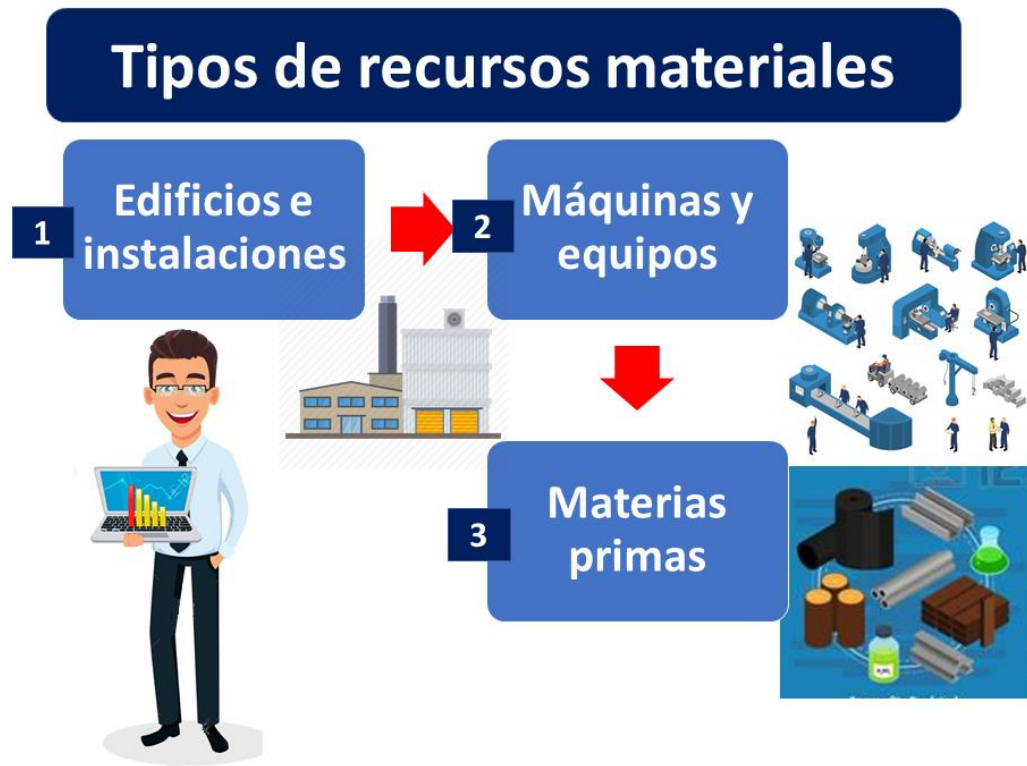 Tipos de recursos materiales
1
Edificios e
instalaciones
2
Máquinas y
equipos
3
Materias
primas